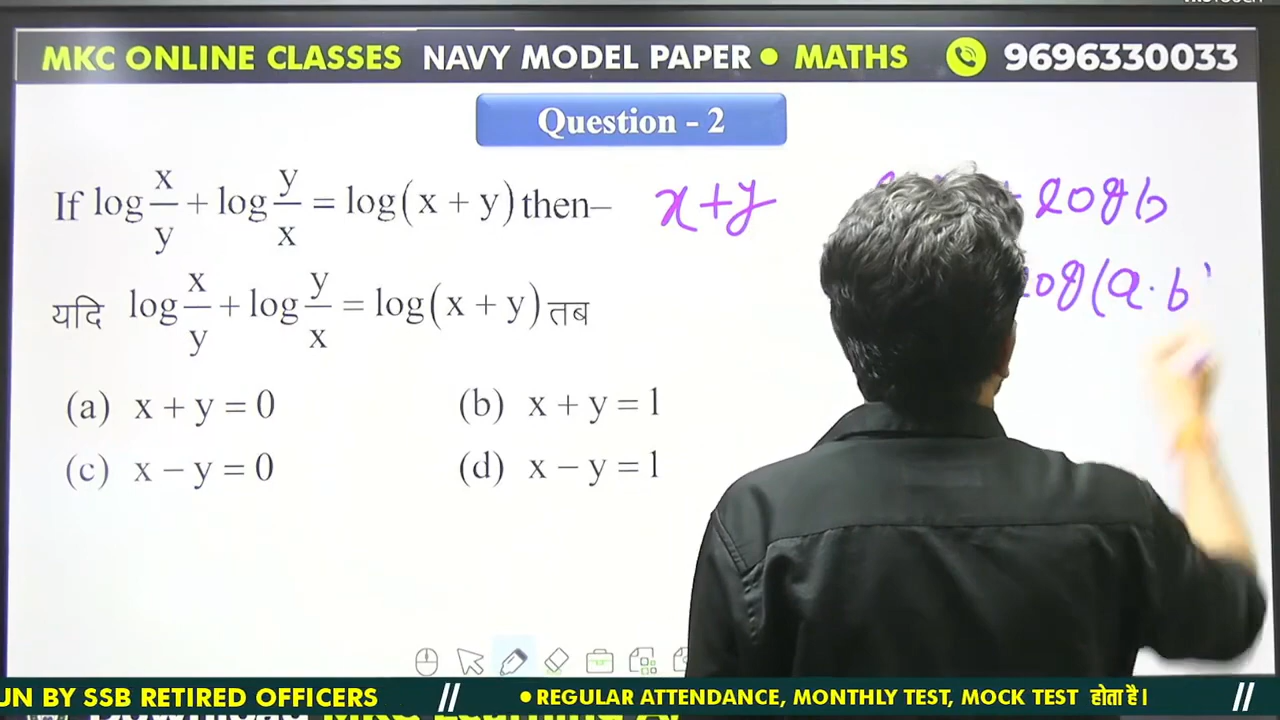 MKC ONLINE CLASSES NAVY MODEL PAPER ● MATHS 9696330033
Question - 2
If log x/y + log y/x = log(x + y) then–
x+y
log b
log(a.b
यदि log x/y + log y/x = log(x + y) तब
(a) x + y = 0 (b) x + y = 1
(c) x – y = 0 (d) x – y = 1
UN BY SSB RETIRED OFFICERS // ● REGULAR ATTENDANCE, MONTHLY TEST, MOCK TEST होता है।  //